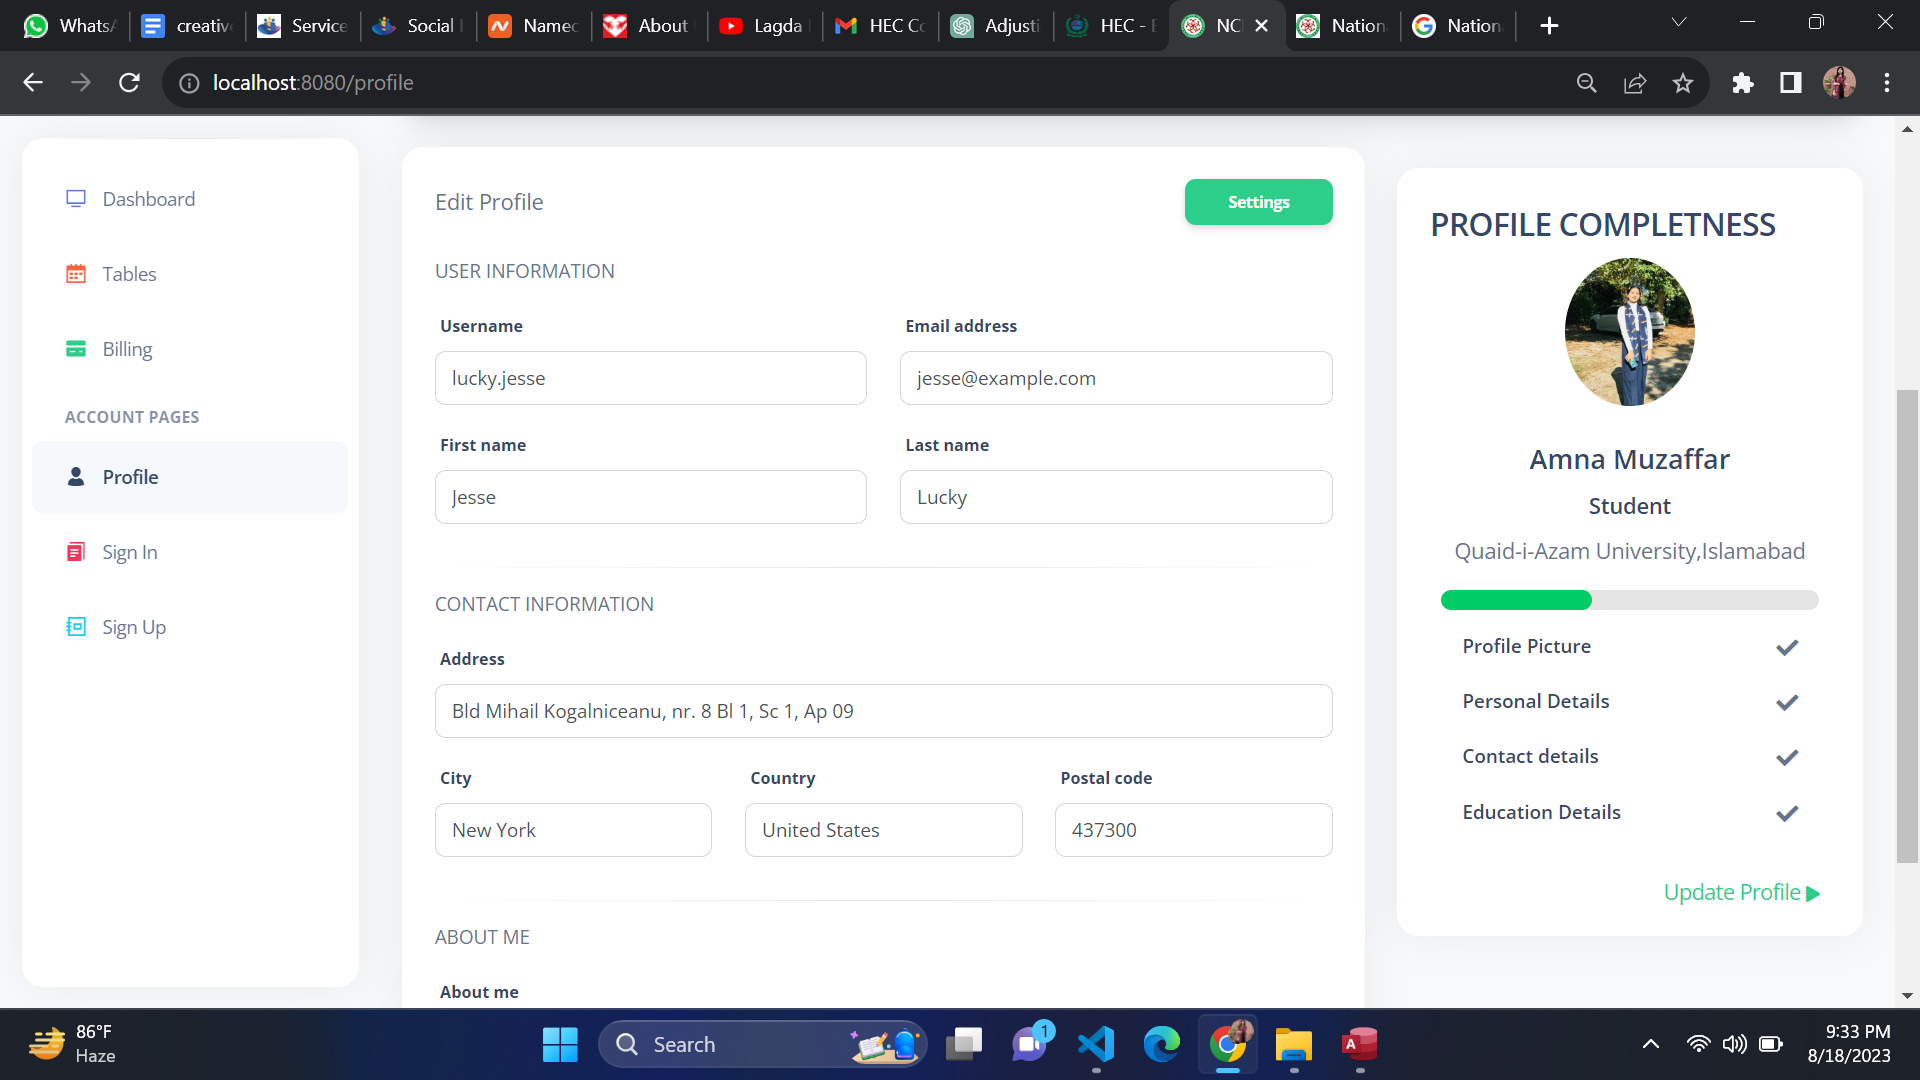 WhatsA
creativ
Service
Social
Namec
About
Lagda
HEC Co
Adjusti
HEC - E
NC
Nation
Nation
localhost:8080/profile
Dashboard
Tables
Billing
ACCOUNT PAGES
Profile
Sign In
Sign Up
Edit Profile
Settings
USER INFORMATION
Username
Email address
lucky.jesse
jesse@example.com
First name
Last name
Jesse
Lucky
CONTACT INFORMATION
Address
Bld Mihail Kogalniceanu, nr. 8 Bl 1, Sc 1, Ap 09
City
Country
Postal code
New York
United States
437300
ABOUT ME
About me
PROFILE COMPLETNESS
Amna Muzaffar
Student
Quaid-i-Azam University,Islamabad
Profile Picture
Personal Details
Contact details
Education Details
Update Profile
86°F
Haze
Search
1
A
9:33 PM
8/18/2023